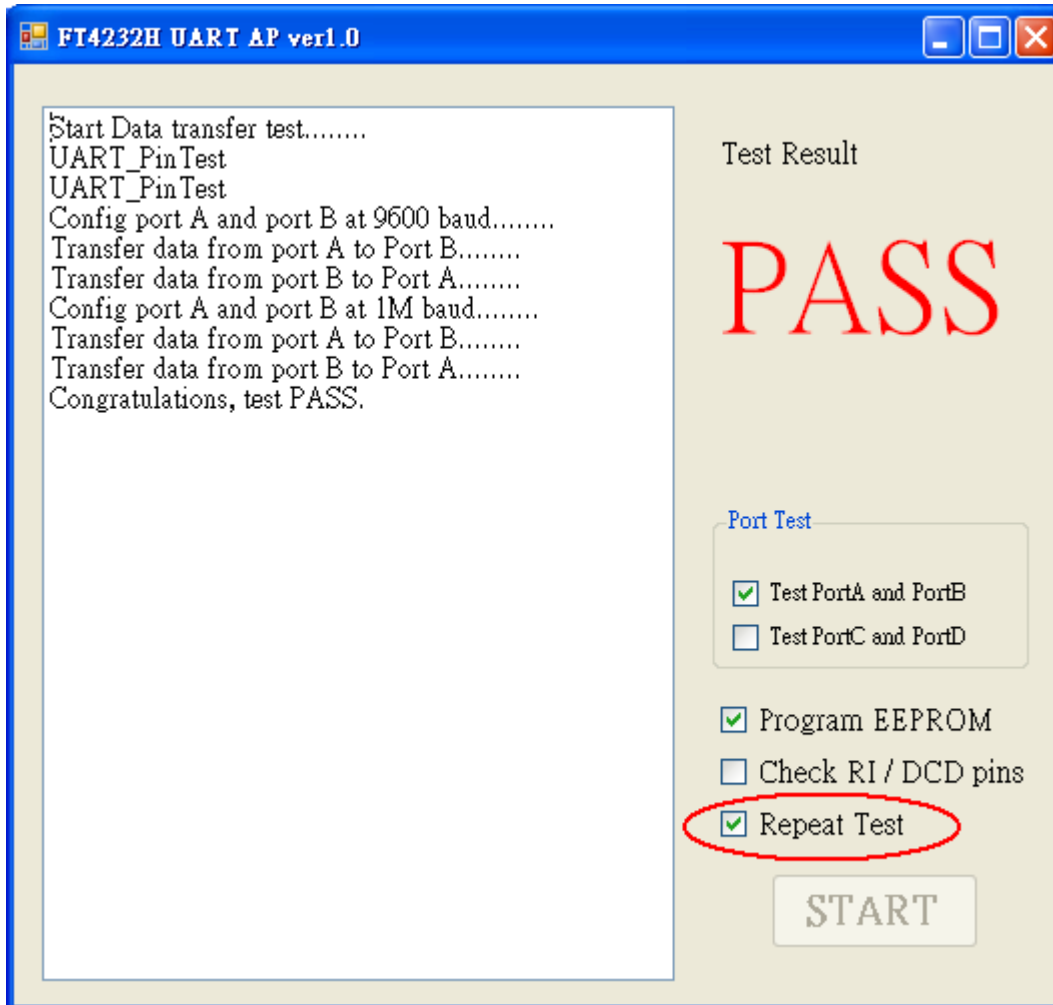 FT4232H UART AP ver1.0
Start Data transfer test........
UART_PinTest
UART_PinTest
Config port A and port B at 9600 baud........
Transfer data from port A to Port B........
Transfer data from port B to Port A........
Config port A and port B at 1M baud........
Transfer data from port A to Port B........
Transfer data from port B to Port A........
Congratulations, test PASS.
Test Result
PASS
Port Test
Test PortA and PortB
Test PortC and PortD
Program EEPROM
Check RI / DCD pins
Repeat Test
START